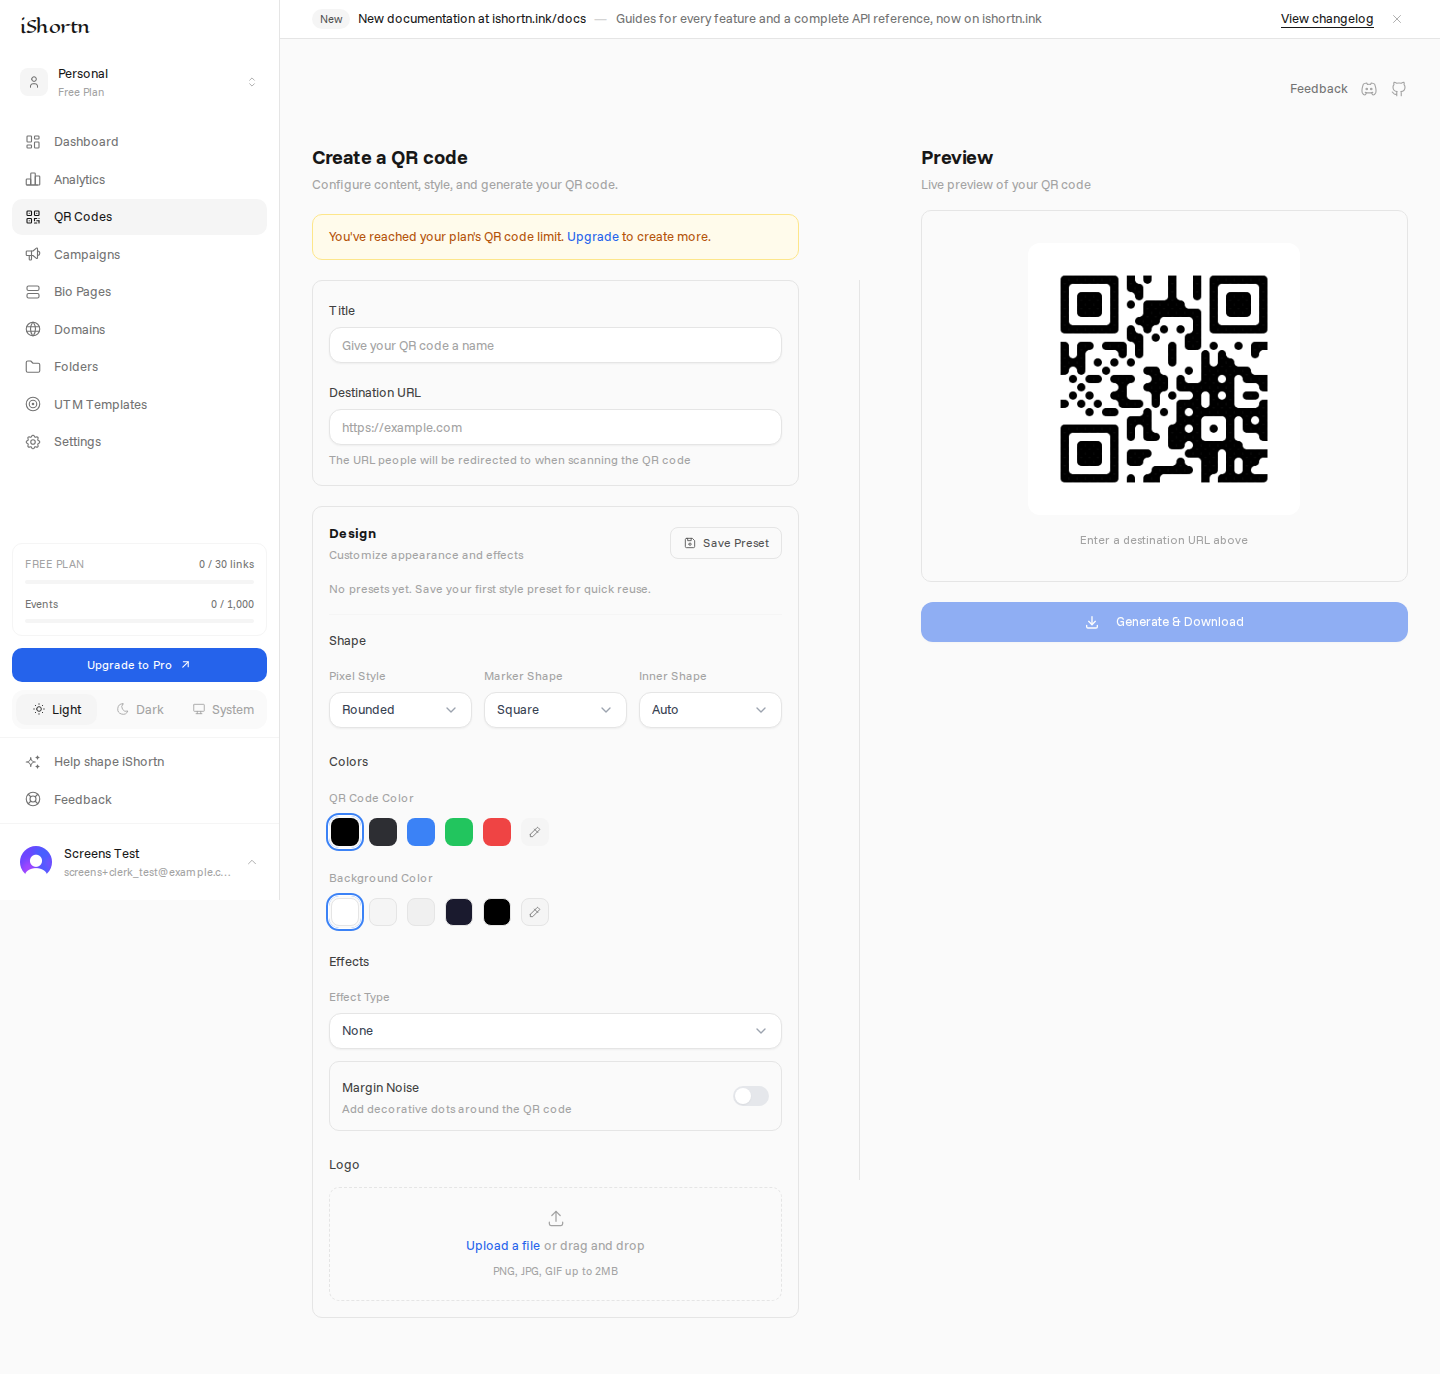 iShortn
Personal
Free Plan
Dashboard
Analytics
QR Codes
Campaigns
Bio Pages
Domains
Folders
UTM Templates
Settings
FREE PLAN 0 / 30 links
Events 0 / 1,000
Upgrade to Pro
Light Dark System
Help shape iShortn
Feedback
Screens Test
screens+clerk_test@example.c...
New New documentation at ishortn.ink/docs — Guides for every feature and a complete API reference, now on ishortn.ink View changelog
Feedback
Create a QR code
Configure content, style, and generate your QR code.
You've reached your plan's QR code limit. Upgrade to create more.
Title
Give your QR code a name
Destination URL
https://example.com
The URL people will be redirected to when scanning the QR code
Design
Customize appearance and effects
Save Preset
No presets yet. Save your first style preset for quick reuse.
Shape
Pixel Style Marker Shape Inner Shape
Rounded Square Auto
Colors
QR Code Color
Background Color
Effects
Effect Type
None
Margin Noise
Add decorative dots around the QR code
Logo
Upload a file or drag and drop
PNG, JPG, GIF up to 2MB
Preview
Live preview of your QR code
Enter a destination URL above
Generate & Download